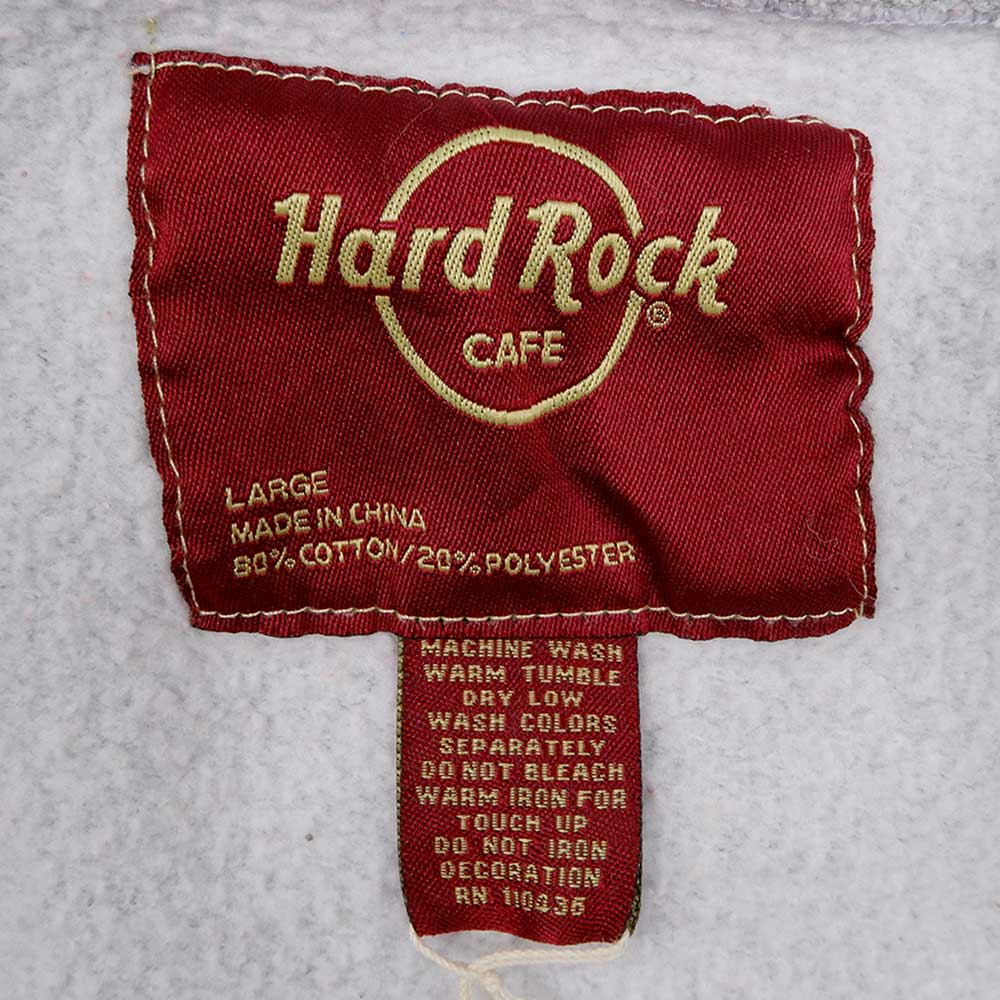 Hard Rock
®
CAFE
LARGE
MADE IN CHINA
80% COTTON/20% POLYESTER
MACHINE WASH
WARM TUMBLE
DRY LOW
WASH COLORS
SEPARATELY
DO NOT BLEACH
WARM IRON FOR
TOUCH UP
DO NOT IRON
DECORATION
RN 110435